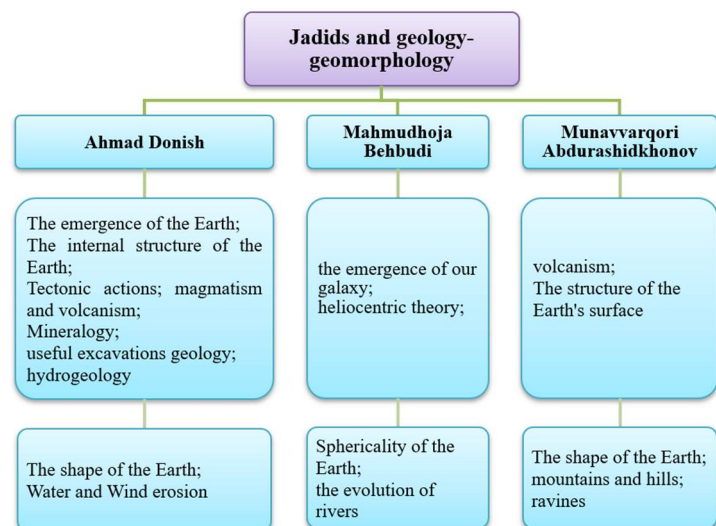 Jadids and geology-
geomorphology
Ahmad Donish
Mahmudhoja
Behbudi
Munavvarqori
Abdurashidkhonov
The emergence of the Earth;
The internal structure of the
Earth;
Tectonic actions; magmatism
and volcanism;
Mineralogy;
useful excavations geology;
hydrogeology
the emergence of our
galaxy;
heliocentric theory;
volcanism;
The structure of the
Earth's surface
The shape of the Earth;
Water and Wind erosion
Sphericality of the
Earth;
the evolution of
rivers
The shape of the Earth;
mountains and hills;
ravines